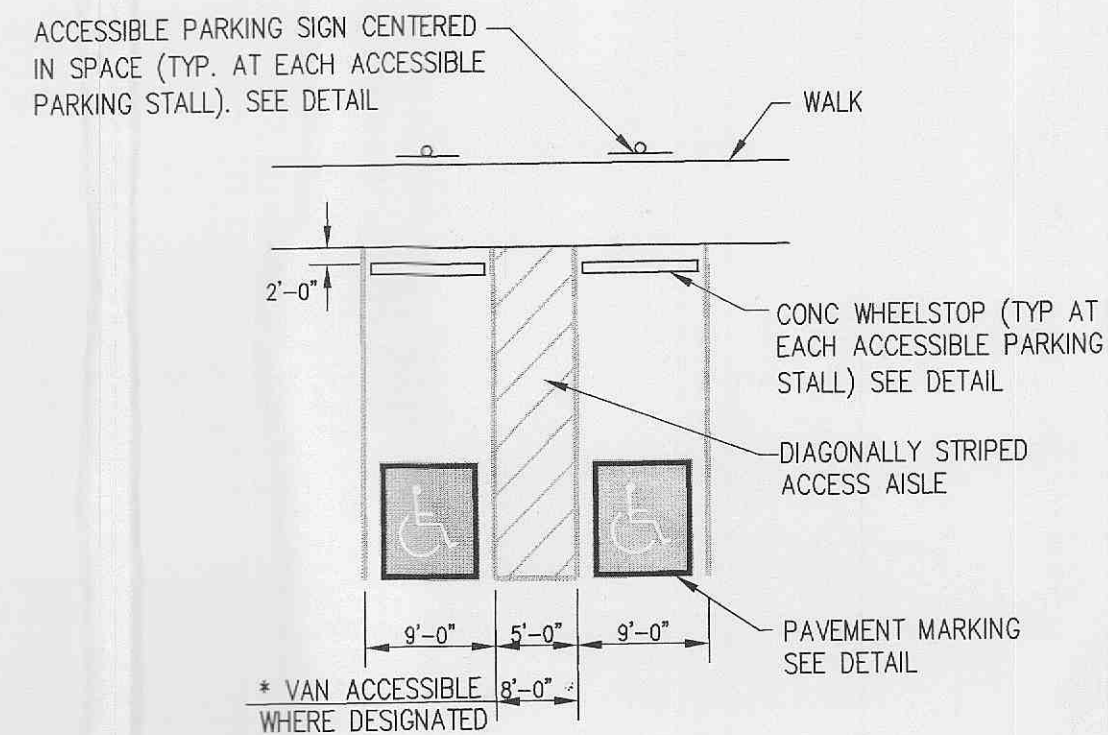 ACCESSIBLE PARKING SIGN CENTERED
IN SPACE (TYP. AT EACH ACCESSIBLE
PARKING STALL). SEE DETAIL
WALK
2'-0"
CONC WHEELSTOP (TYP AT
EACH ACCESSIBLE PARKING
STALL) SEE DETAIL
DIAGONALLY STRIPED
ACCESS AISLE
9'-0"
5'-0"
9'-0"
PAVEMENT MARKING
SEE DETAIL
* VAN ACCESSIBLE
WHERE DESIGNATED
8'-0" *